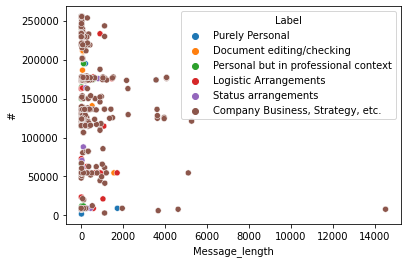 Label
Purely Personal
Document editing/checking
Personal but in professional context
Logistic Arrangements
Status arrangements
Company Business, Strategy, etc.
#
250000
200000
150000
100000
50000
0
0 2000 4000 6000 8000 10000 12000 14000
Message_length